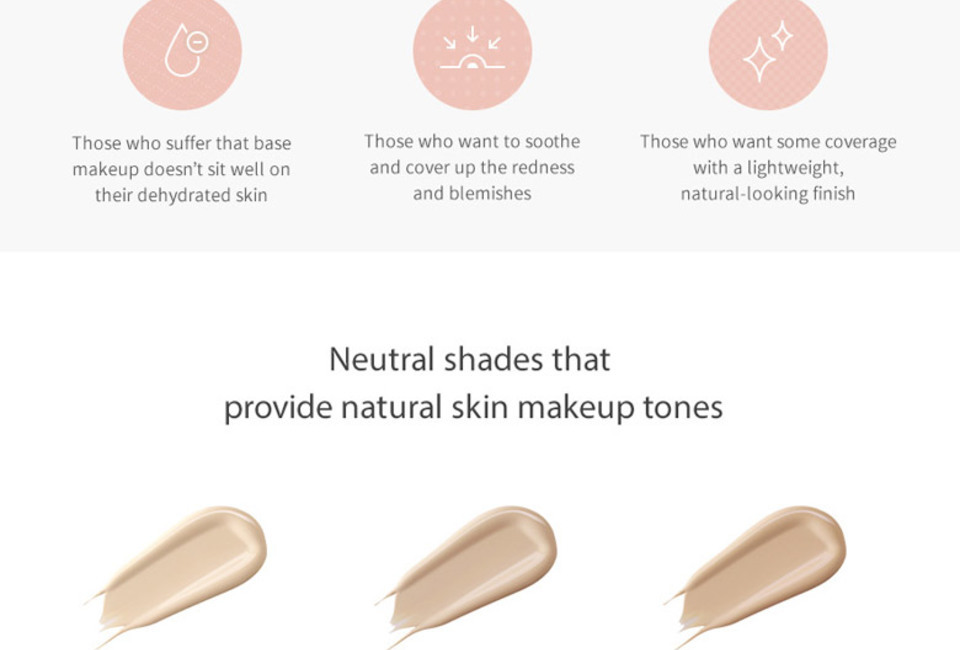 Those who suffer that base
makeup doesn’t sit well on
their dehydrated skin
Those who want to soothe
and cover up the redness
and blemishes
Those who want some coverage
with a lightweight,
natural-looking finish
Neutral shades that
provide natural skin makeup tones